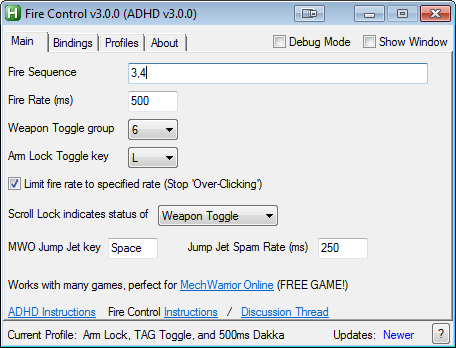 Fire Control v3.0.0 (ADHD v3.0.0)
Main Bindings Profiles About Debug Mode Show Window
Fire Sequence 3,4
Fire Rate (ms) 500
Weapon Toggle group 6
Arm Lock Toggle key L
Limit fire rate to specified rate (Stop 'Over-Clicking')
Scroll Lock indicates status of Weapon Toggle
MWO Jump Jet key Space Jump Jet Spam Rate (ms) 250
Works with many games, perfect for MechWarrior Online (FREE GAME!)
ADHD Instructions Fire Control Instructions / Discussion Thread
Current Profile: Arm Lock, TAG Toggle, and 500ms Dakka Updates: Newer ?